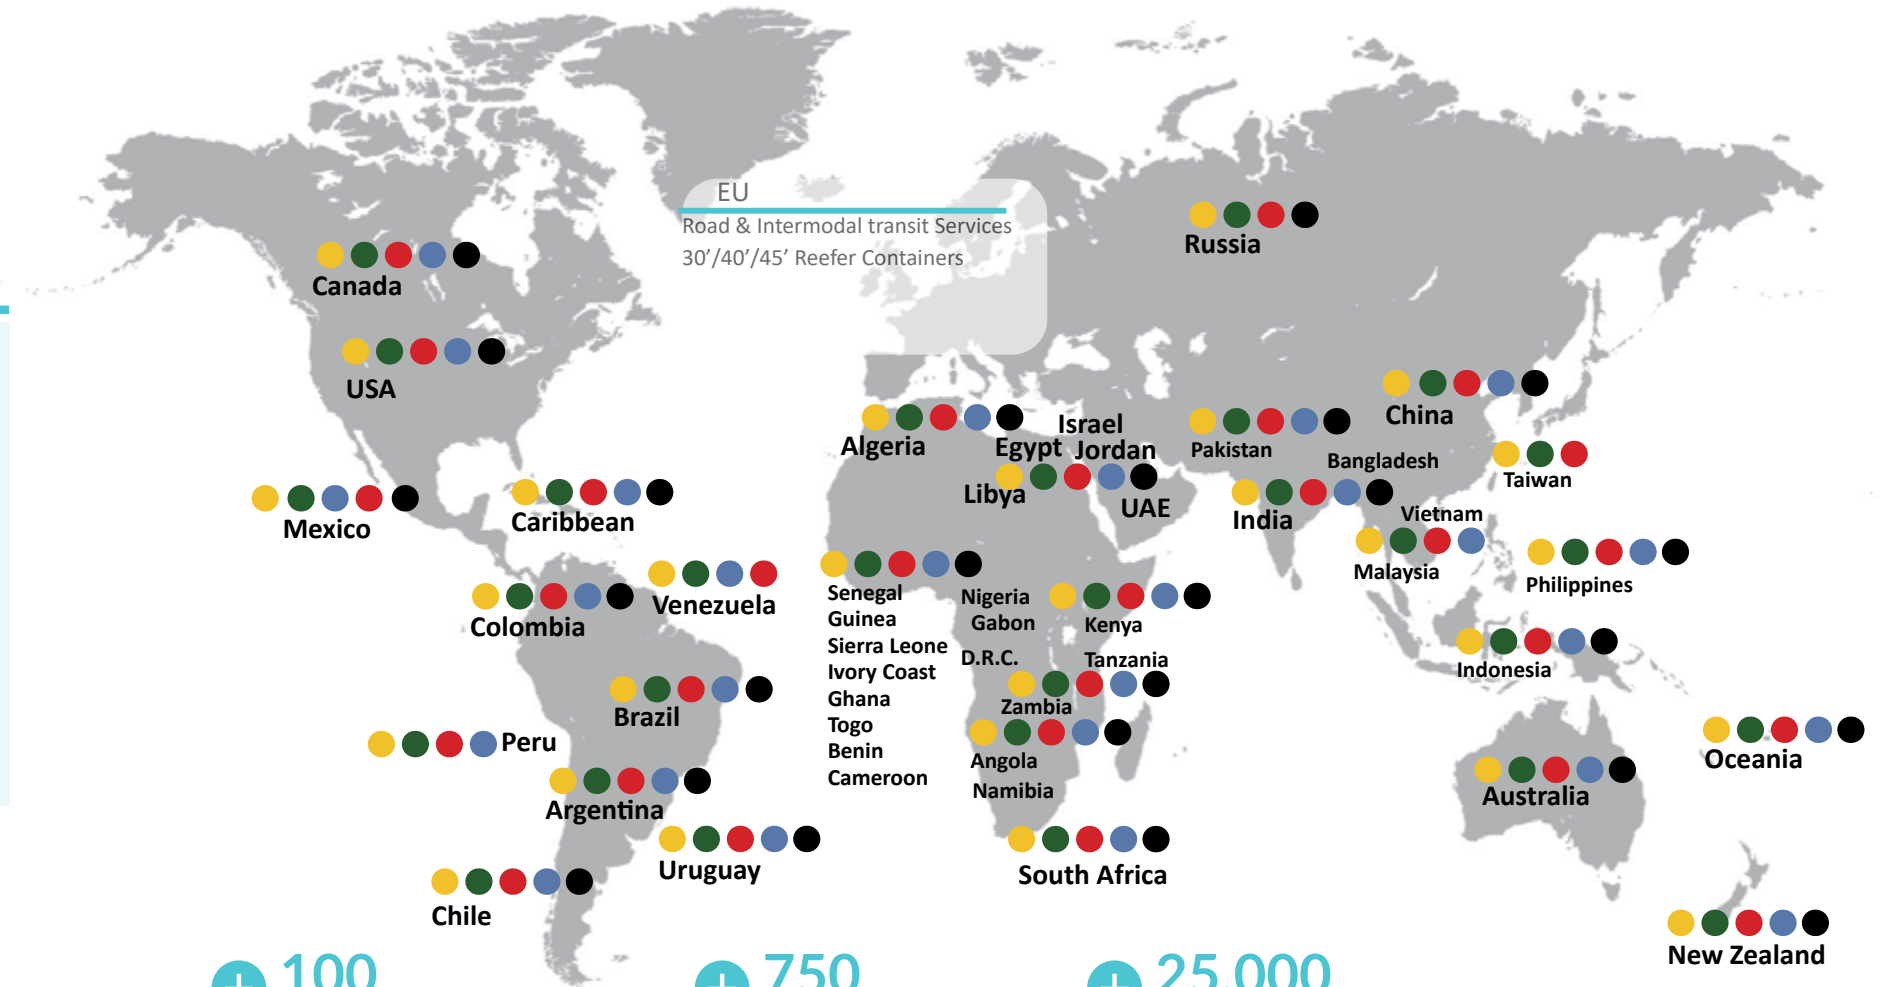 EU
Road & Intermodal transit Services
30’/40’/45’ Reefer Containers
Russia
Canada
USA
China
Israel
Algeria
Egypt
Jordan
Pakistan
Bangladesh
Taiwan
Libya
UAE
India
Vietnam
Mexico
Caribbean
Malaysia
Philippines
Venezuela
Colombia
Senegal
Guinea
Sierra Leone
Ivory Coast
Ghana
Togo
Benin
Cameroon
Nigeria
Gabon
D.R.C.
Kenya
Tanzania
Zambia
Angola
Namibia
Indonesia
Brazil
Peru
Argentina
Uruguay
Chile
South Africa
Australia
Oceania
New Zealand
+ 100
+ 750
+ 25.000